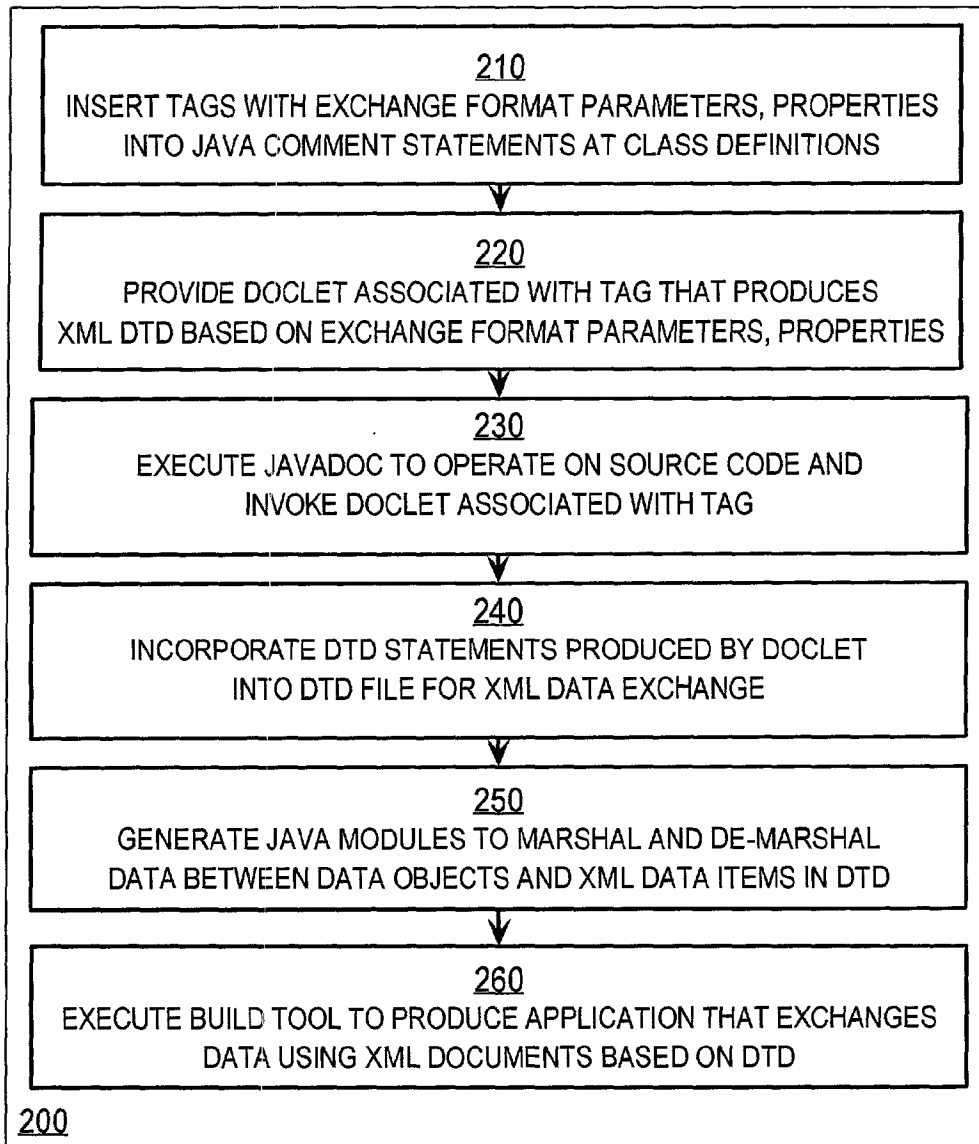 210
INSERT TAGS WITH EXCHANGE FORMAT PARAMETERS, PROPERTIES
INTO JAVA COMMENT STATEMENTS AT CLASS DEFINITIONS
220
PROVIDE DOCLET ASSOCIATED WITH TAG THAT PRODUCES
XML DTD BASED ON EXCHANGE FORMAT PARAMETERS, PROPERTIES
230
EXECUTE JAVADOC TO OPERATE ON SOURCE CODE AND
INVOKE DOCLET ASSOCIATED WITH TAG
240
INCORPORATE DTD STATEMENTS PRODUCED BY DOCLET
INTO DTD FILE FOR XML DATA EXCHANGE
250
GENERATE JAVA MODULES TO MARSHAL AND DE-MARSHAL
DATA BETWEEN DATA OBJECTS AND XML DATA ITEMS IN DTD
260
EXECUTE BUILD TOOL TO PRODUCE APPLICATION THAT EXCHANGES
DATA USING XML DOCUMENTS BASED ON DTD
200